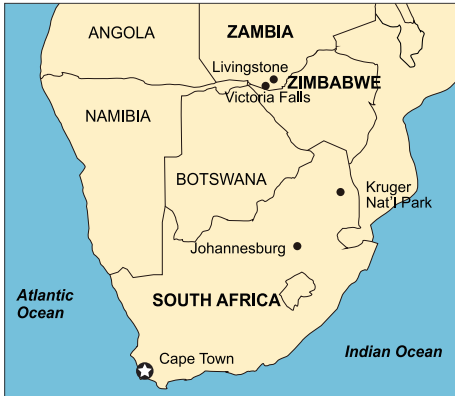 ANGOLA
ZAMBIA
Livingstone
ZIMBABWE
Victoria Falls
NAMIBIA
BOTSWANA
Kruger
Nat'l Park
Johannesburg
Atlantic
Ocean
SOUTH AFRICA
Indian Ocean
Cape Town